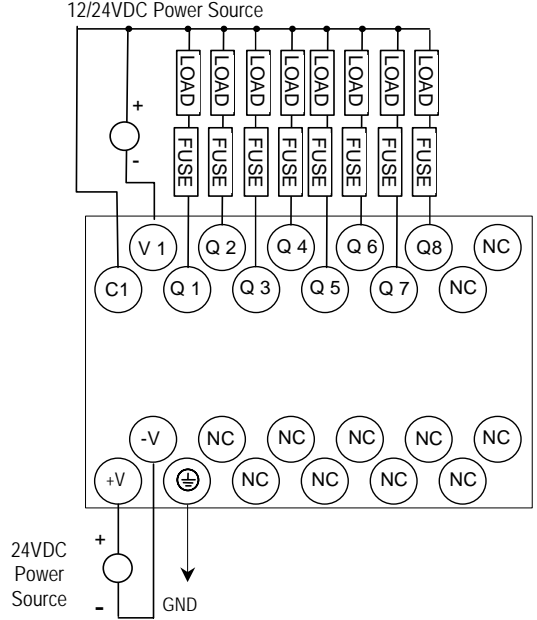 12/24VDC Power Source
+
-
LOAD LOAD LOAD LOAD LOAD LOAD LOAD LOAD
FUSE FUSE FUSE FUSE FUSE FUSE FUSE FUSE
V 1 Q 2 Q 4 Q 6 Q8 NC
C1 Q 1 Q 3 Q 5 Q 7 NC
-V NC NC NC NC NC
+V NC NC NC NC
24VDC
Power
Source
+
-
GND